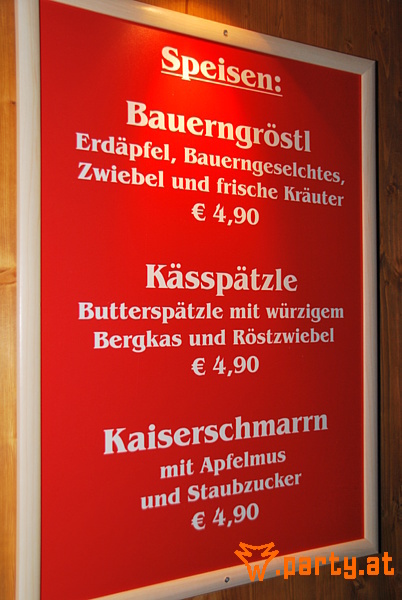 Speisen:
Bauerngröstl
Erdäpfel, Bauerngeselchtes,
Zwiebel und frische Kräuter
€ 4,90
Kässpätzle
Butterspätzle mit würzigem
Bergkas und Röstzwiebel
€ 4,90
Kaiserschmarrn
mit Apfelmus
und Staubzucker
€ 4,90
w.party.at